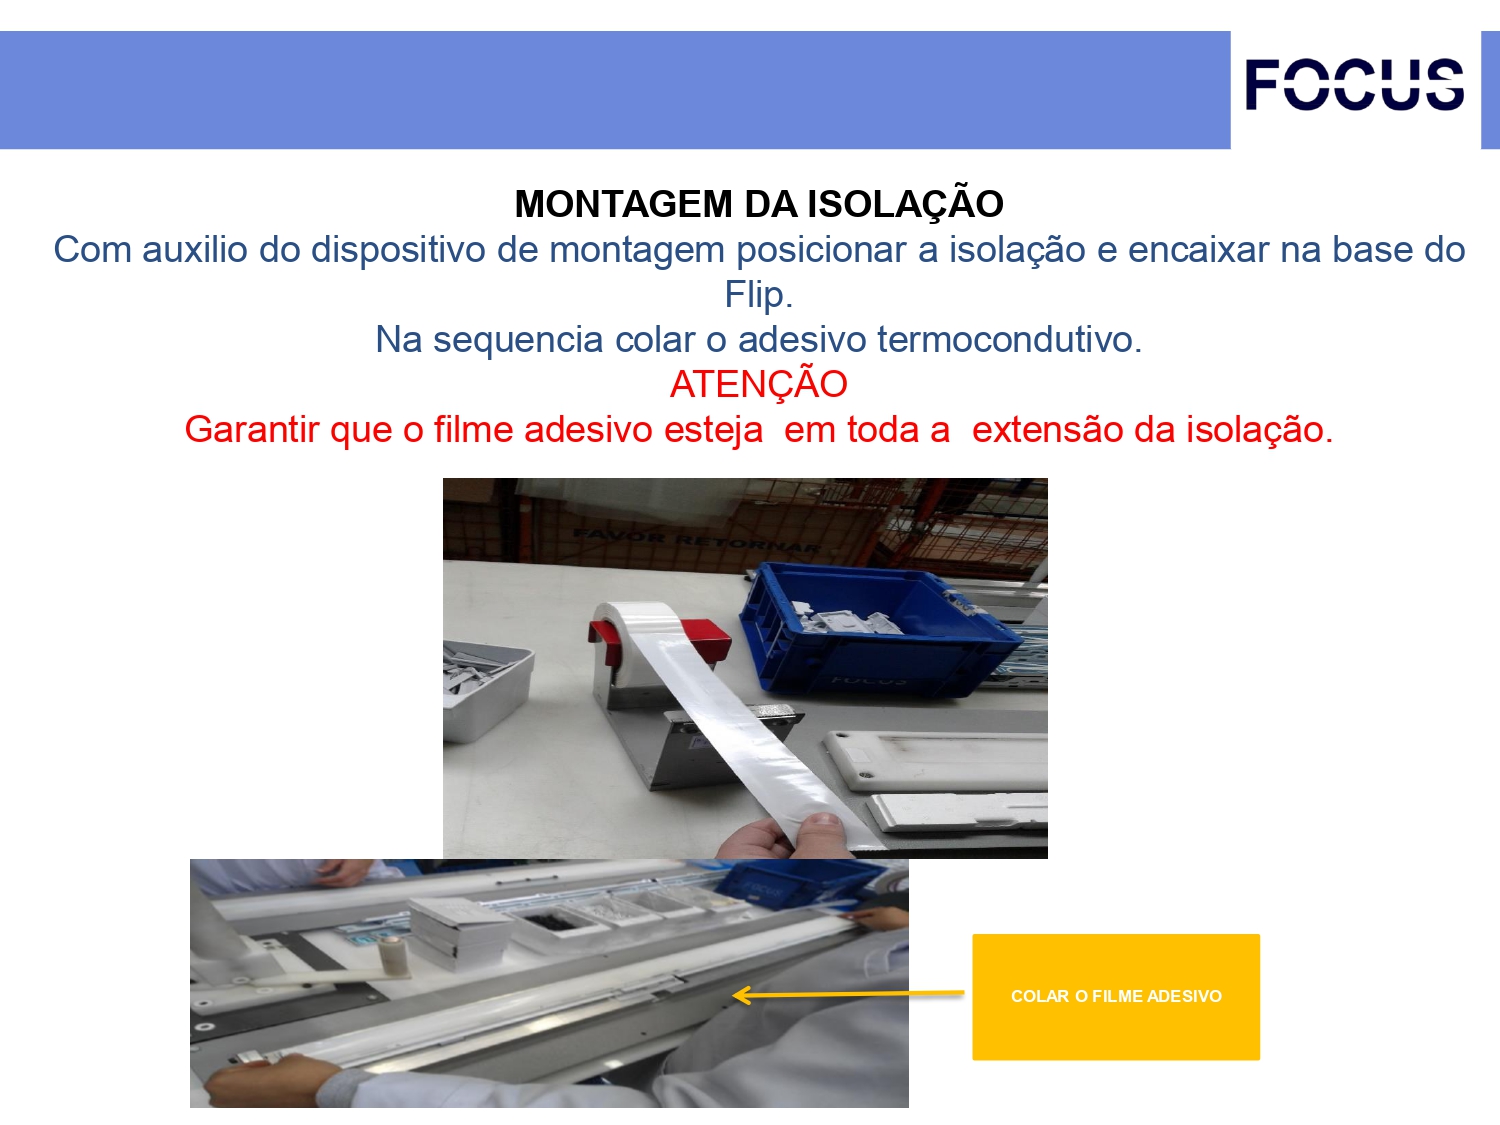 FOCUS
MONTAGEM DA ISOLAÇÃO
Com auxilio do dispositivo de montagem posicionar a isolação e encaixar na base do
Flip.
Na sequencia colar o adesivo termocondutivo.
ATENÇÃO
Garantir que o filme adesivo esteja  em toda a  extensão da isolação.
FAVOR RETORNAR
FOCUS
FOCUS
COLAR O FILME ADESIVO